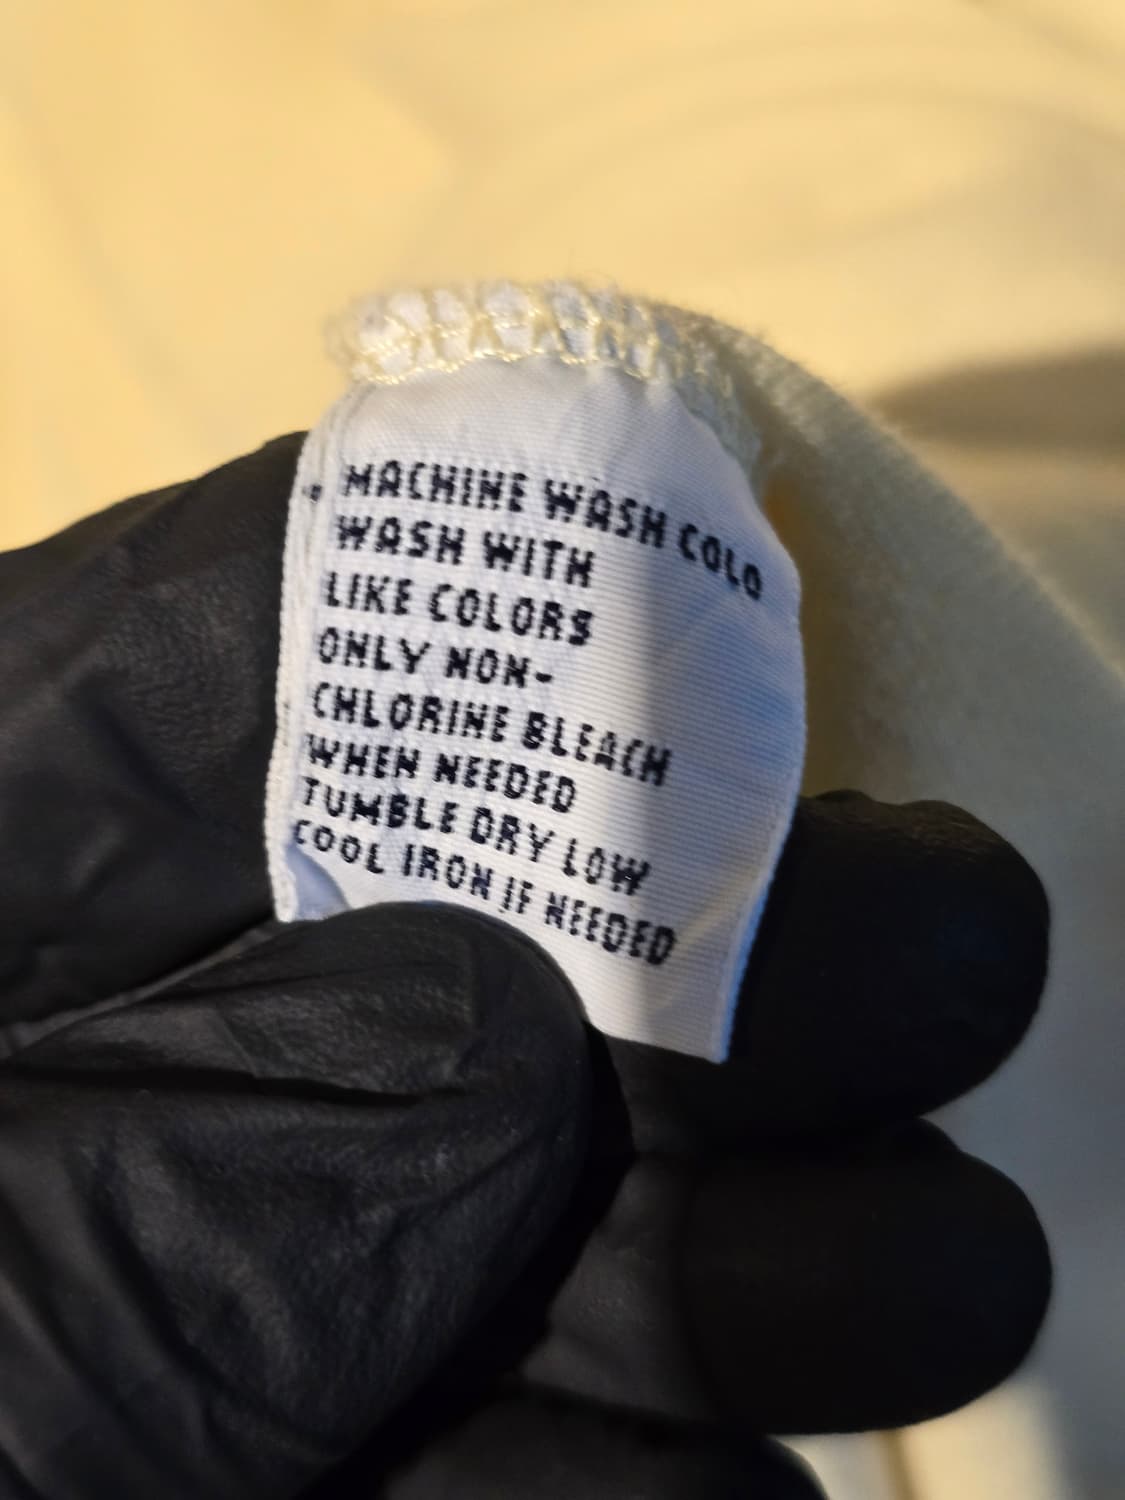 MACHINE WASH COLD
WASH WITH
LIKE COLORS
ONLY NON-
CHLORINE BLEACH
WHEN NEEDED
TUMBLE DRY LOW
COOL IRON IF NEEDED